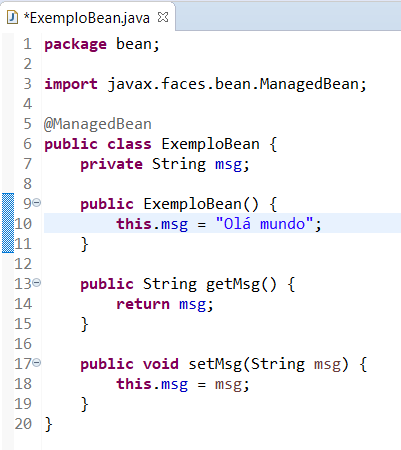 *ExemploBean.java
1 package bean;
2
3 import javax.faces.bean.ManagedBean;
4
5 @ManagedBean
6 public class ExemploBean {
7     private String msg;
8
9     public ExemploBean() {
10         this.msg = "Olá mundo";
11     }
12
13     public String getMsg() {
14         return msg;
15     }
16
17     public void setMsg(String msg) {
18         this.msg = msg;
19     }
20 }